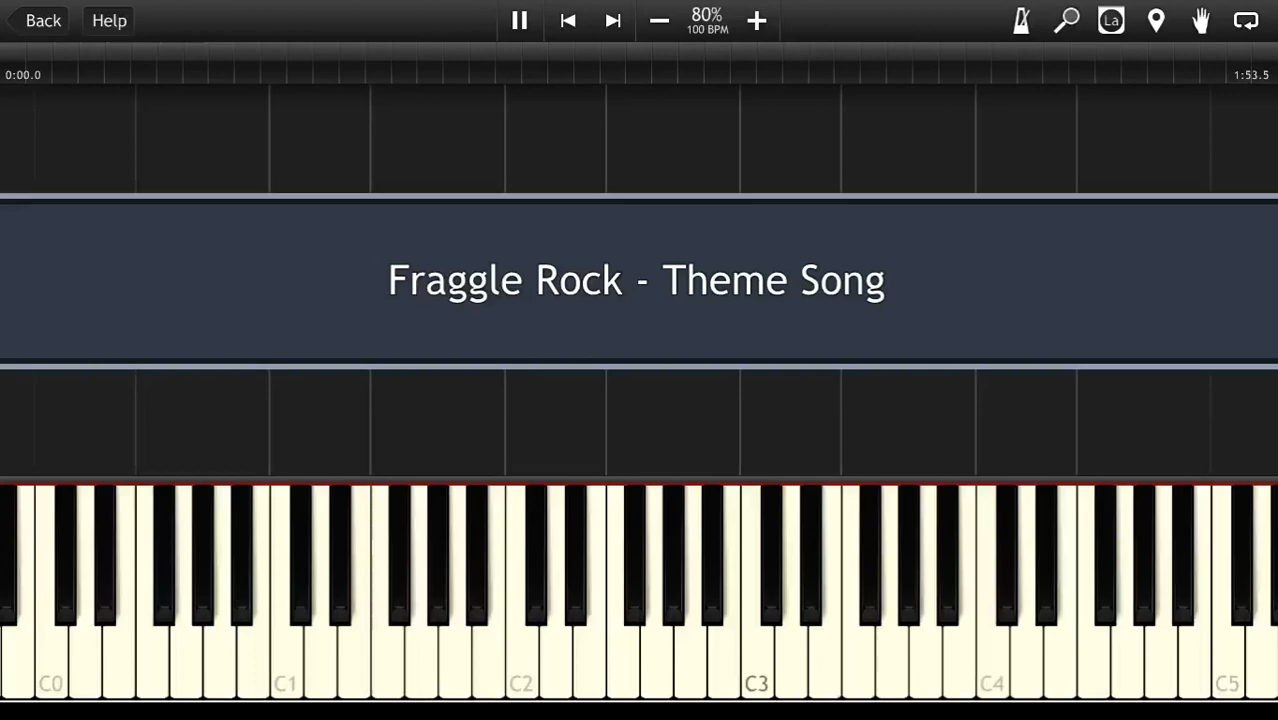 Back
Help
80%
100 BPM
La
0:00.0
1:53.5
Fraggle Rock - Theme Song
C0
C1
C2
C3
C4
C5